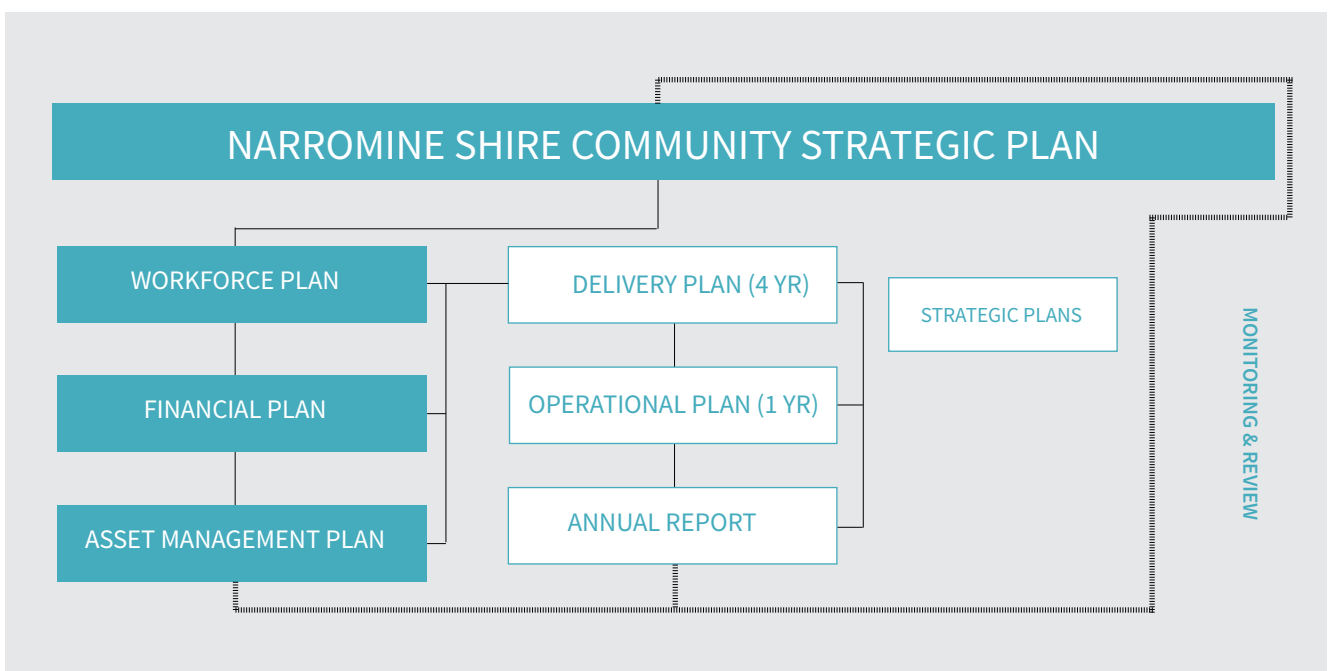 NARROMINE SHIRE COMMUNITY STRATEGIC PLAN
WORKFORCE PLAN
DELIVERY PLAN (4 YR)
STRATEGIC PLANS
FINANCIAL PLAN
OPERATIONAL PLAN (1 YR)
ASSET MANAGEMENT PLAN
ANNUAL REPORT
MONITORING & REVIEW